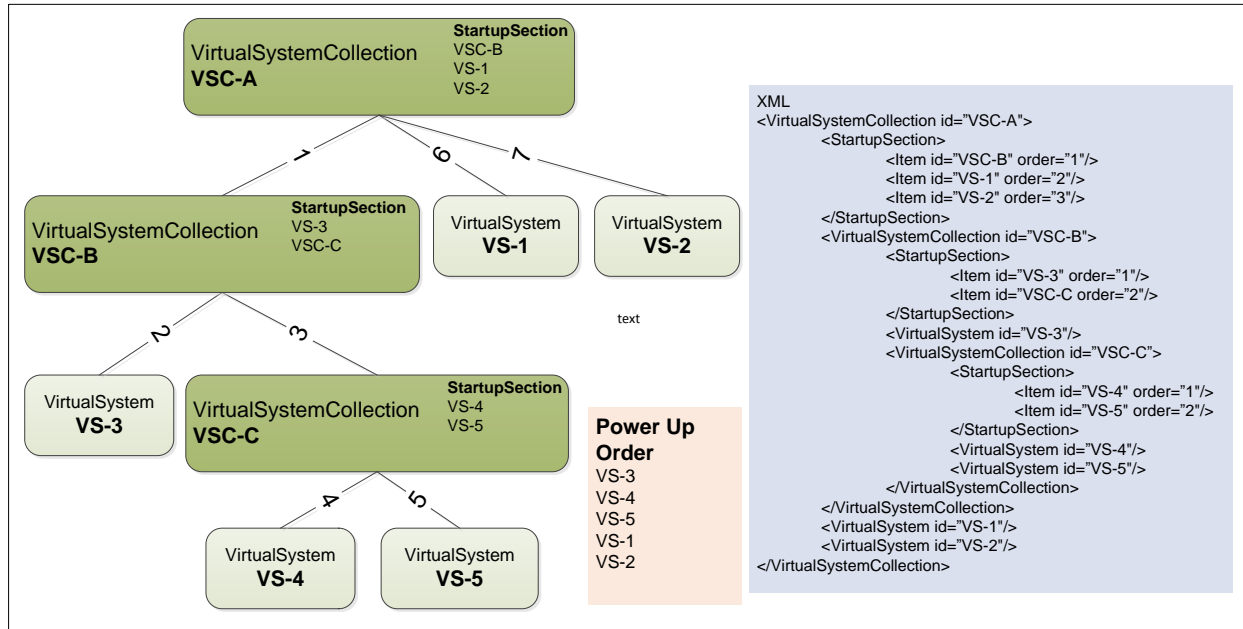 VirtualSystemCollection
VSC-A
StartupSection
VSC-B
VS-1
VS-2
1
6
7
VirtualSystemCollection
VSC-B
StartupSection
VS-3
VSC-C
VirtualSystem
VS-1
VirtualSystem
VS-2
2
3
text
VirtualSystem
VS-3
VirtualSystemCollection
VSC-C
StartupSection
VS-4
VS-5
4
5
VirtualSystem
VS-4
VirtualSystem
VS-5
Power Up
Order
VS-3
VS-4
VS-5
VS-1
VS-2
XML
<VirtualSystemCollection id=”VSC-A">
<StartupSection>
<Item id=”VSC-B" order=”1"/>
<Item id=”VS-1" order=”2"/>
<Item id=”VS-2" order=”3"/>
</StartupSection>
<VirtualSystemCollection id=”VSC-B">
<StartupSection>
<Item id=”VS-3" order=”1"/>
<Item id=”VSC-C order=”2"/>
</StartupSection>
<VirtualSystem id=”VS-3"/>
<VirtualSystemCollection id=”VSC-C”>
<StartupSection>
<Item id=”VS-4" order=”1"/>
<Item id=”VS-5" order=”2"/>
</StartupSection>
<VirtualSystem id=”VS-4"/>
<VirtualSystem id=”VS-5"/>
</VirtualSystemCollection>
</VirtualSystemCollection>
<VirtualSystem id=”VS-1"/>
<VirtualSystem id=”VS-2"/>
</VirtualSystemCollection>